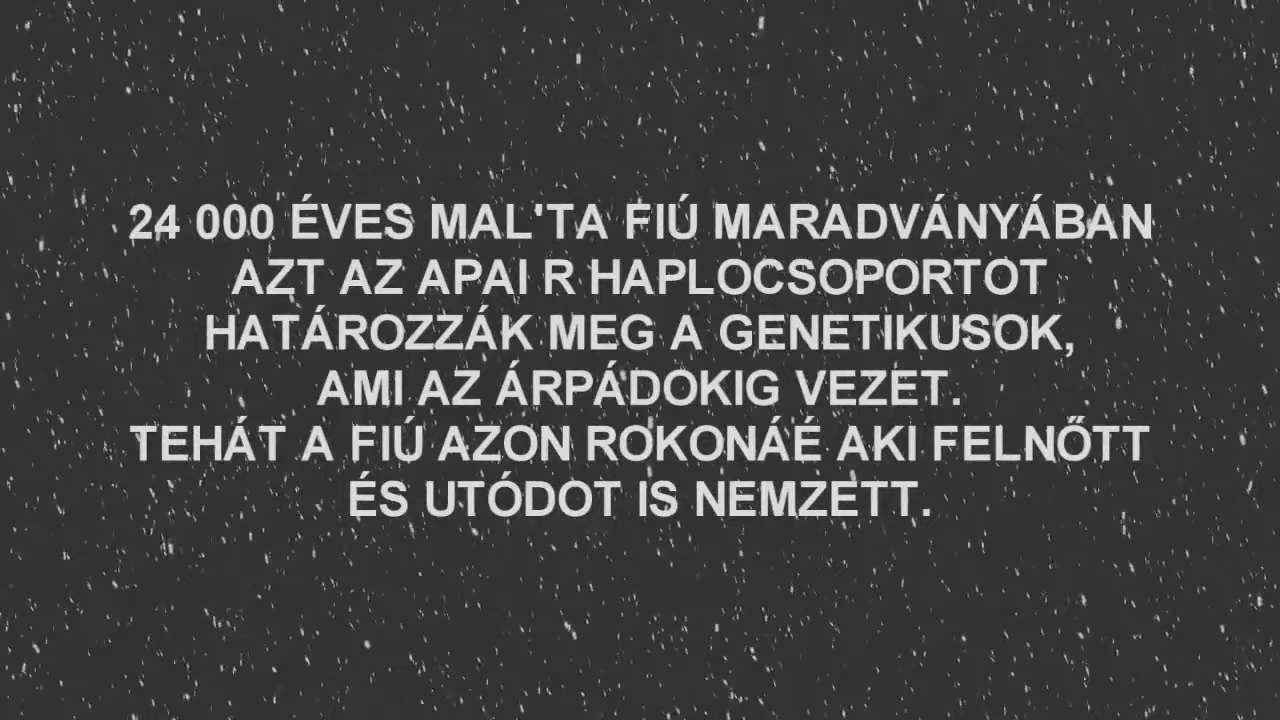 24 000 ÉVES MAL'TA FIÚ MARADVÁNYÁBAN
AZT AZ APAI R HAPLOCSOPORTOT
HATÁROZZÁK MEG A GENETIKUSOK,
AMI AZ ÁRPÁDOKIG VEZET.
TEHÁT A FIÚ AZON ROKONÁÉ AKI FELNŐTT
ÉS UTÓDOT IS NEMZETT.